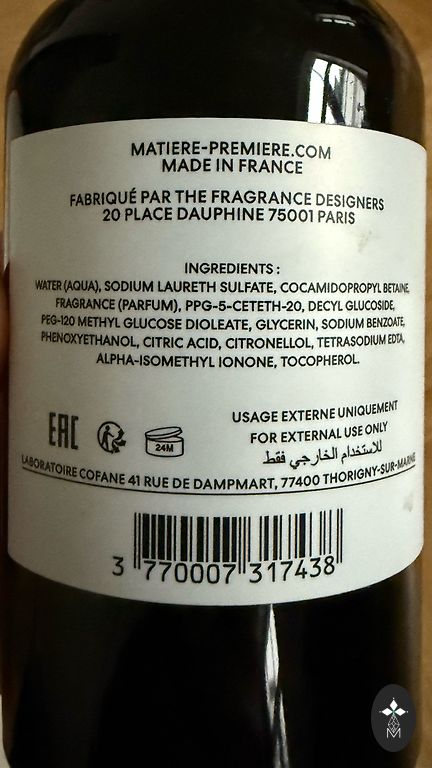 MATIERE-PREMIERE.COM
MADE IN FRANCE
FABRIQUÉ PAR THE FRAGRANCE DESIGNERS
20 PLACE DAUPHINE 75001 PARIS
INGREDIENTS :
WATER (AQUA), SODIUM LAURETH SULFATE, COCAMIDOPROPYL BETAINE,
FRAGRANCE (PARFUM), PPG-5-CETETH-20, DECYL GLUCOSIDE,
PEG-120 METHYL GLUCOSE DIOLEATE, GLYCERIN, SODIUM BENZOATE,
PHENOXYETHANOL, CITRIC ACID, CITRONELLOL, TETRASODIUM EDTA,
ALPHA-ISOMETHYL IONONE, TOCOPHEROL.
EAC
24M
USAGE EXTERNE UNIQUEMENT
FOR EXTERNAL USE ONLY
للاستخدام الخارجي فقط
LABORATOIRE COFANE 41 RUE DE DAMPMART, 77400 THORIGNY-SUR-MARNE
3 770007 317438
M